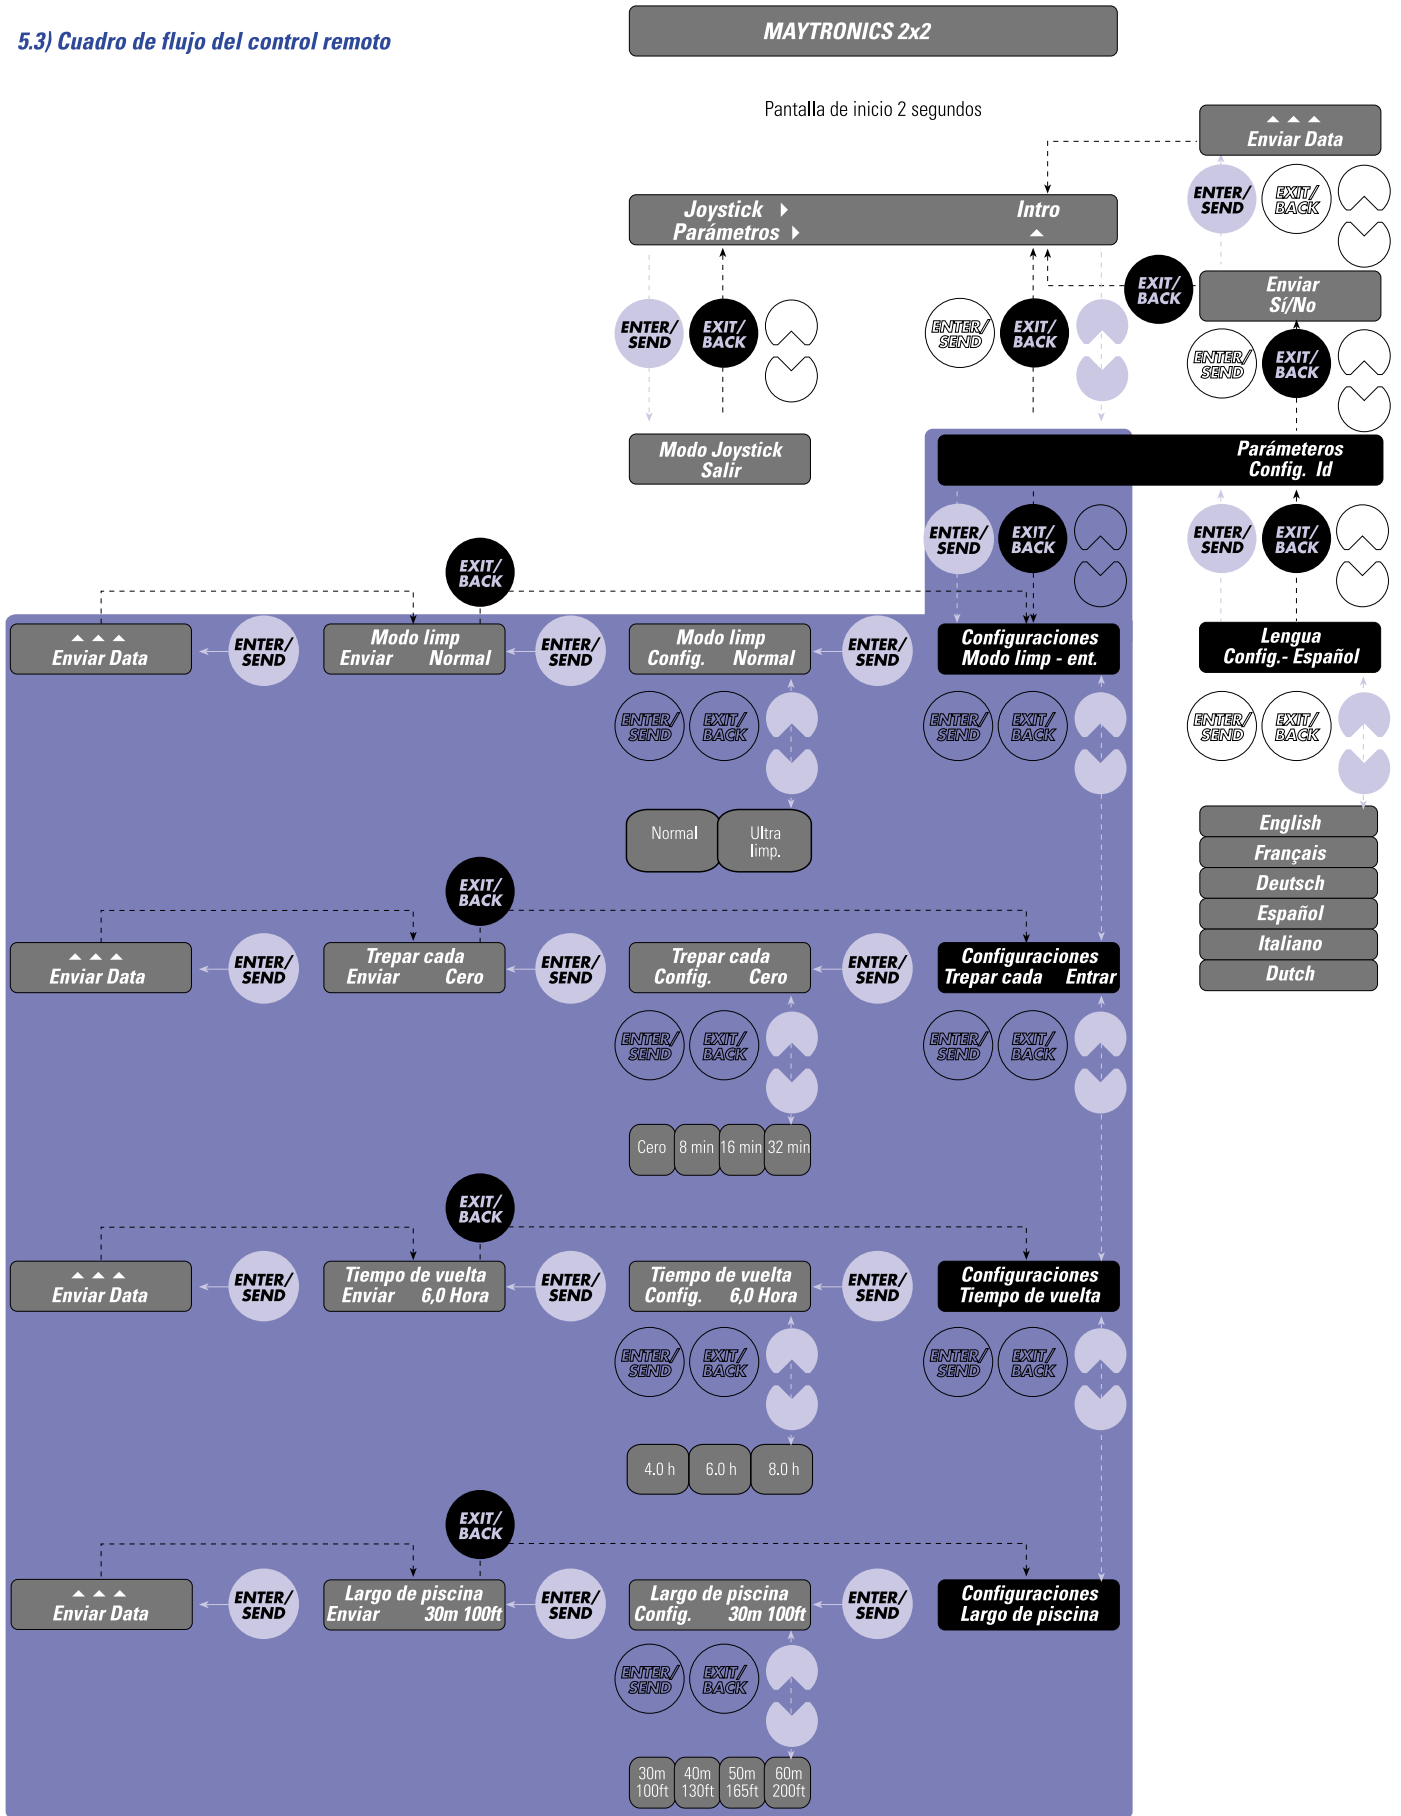 5.3) Cuadro de flujo del control remoto
MAYTRONICS 2x2
Pantalla de inicio 2 segundos
Enviar Data
ENTER/
SEND
EXIT/
BACK
Joystick
Parámetros
Intro
EXIT/
BACK
Enviar
Sí/No
ENTER/
SEND
EXIT/
BACK
ENTER/
SEND
EXIT/
BACK
ENTER/
SEND
EXIT/
BACK
Modo Joystick
Salir
Parámeteros
Config. Id
ENTER/
SEND
EXIT/
BACK
ENTER/
SEND
EXIT/
BACK
EXIT/
BACK
Enviar Data
ENTER/
SEND
Modo limp
Enviar Normal
ENTER/
SEND
Modo limp
Config. Normal
ENTER/
SEND
Configuraciones
Modo limp - ent.
Lengua
Config.- Español
ENTER/
SEND
EXIT/
BACK
ENTER/
SEND
EXIT/
BACK
ENTER/
SEND
EXIT/
BACK
Normal
Ultra
limp.
English
Français
Deutsch
Español
Italiano
Dutch
EXIT/
BACK
Enviar Data
ENTER/
SEND
Trepar cada
Enviar Cero
ENTER/
SEND
Trepar cada
Config. Cero
ENTER/
SEND
Configuraciones
Trepar cada Entrar
ENTER/
SEND
EXIT/
BACK
ENTER/
SEND
EXIT/
BACK
Cero 8 min 16 min 32 min
EXIT/
BACK
Enviar Data
ENTER/
SEND
Tiempo de vuelta
Enviar 6,0 Hora
ENTER/
SEND
Tiempo de vuelta
Config. 6,0 Hora
ENTER/
SEND
Configuraciones
Tiempo de vuelta
ENTER/
SEND
EXIT/
BACK
ENTER/
SEND
EXIT/
BACK
4.0 h 6.0 h 8.0 h
EXIT/
BACK
Enviar Data
ENTER/
SEND
Largo de piscina
Enviar 30m 100ft
ENTER/
SEND
Largo de piscina
Config. 30m 100ft
ENTER/
SEND
Configuraciones
Largo de piscina
ENTER/
SEND
EXIT/
BACK
30m 40m 50m 60m
100ft 130ft 165ft 200ft